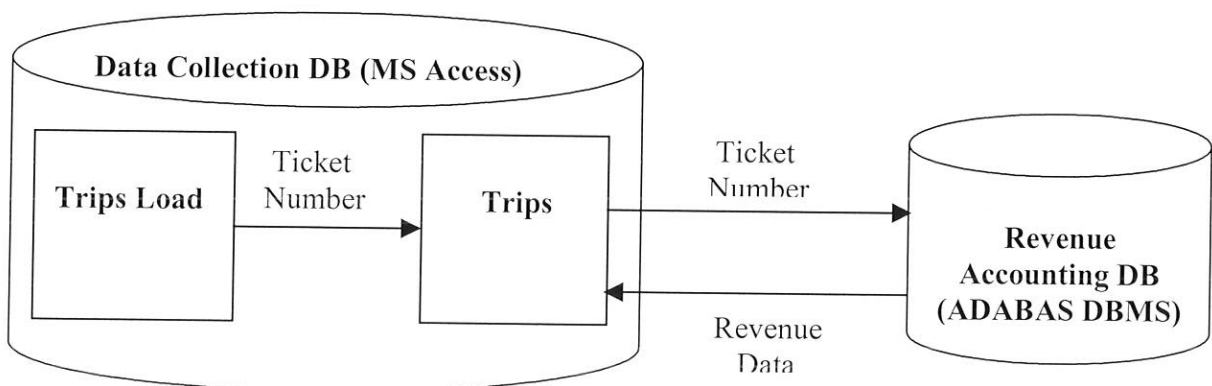 Data Collection DB (MS Access)
Trips Load
Ticket
Number
Trips
Ticket
Number
Revenue
Data
Revenue
Accounting DB
(ADABAS DBMS)